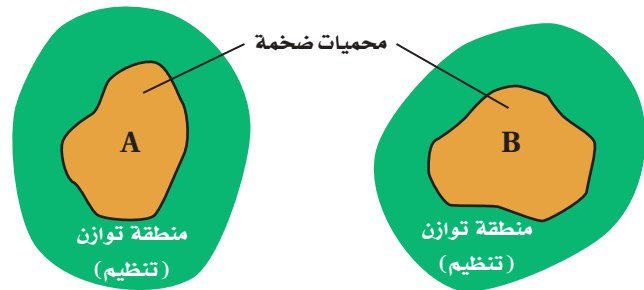 محميات ضخمة
A
B
منطقة توازن
(تنظيم)
منطقة توازن
(تنظيم)